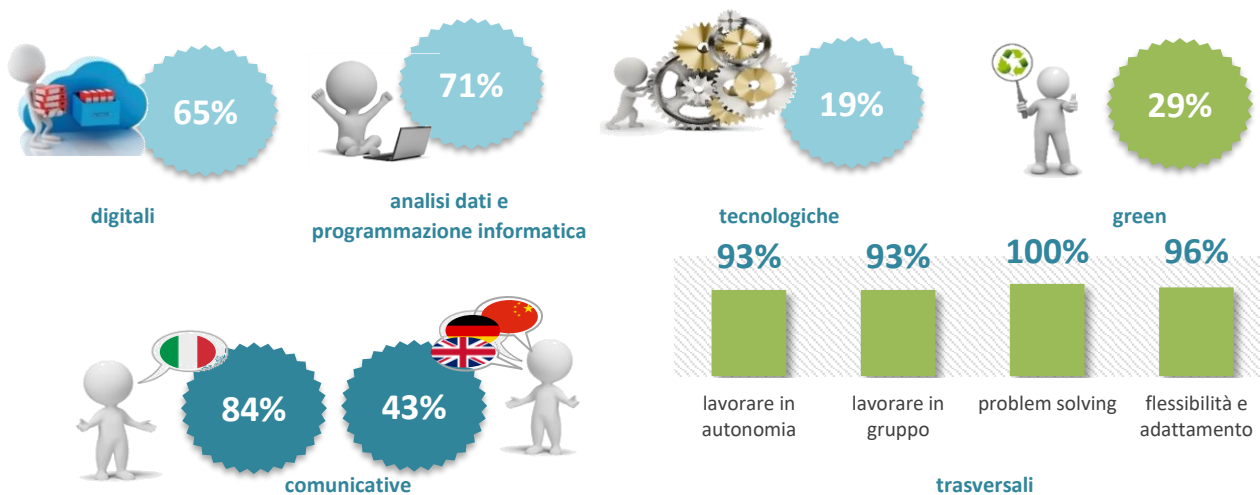 65%
71%
19%
29%
digitali
analisi dati e
programmazione informatica
tecnologiche
green
93%
93%
100%
96%
84%
43%
lavorare in
autonomia
lavorare in
gruppo
problem solving
flessibilità e
adattamento
comunicative
trasversali